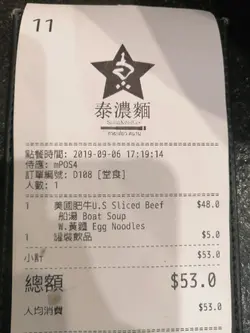 11
泰濃麵
點餐時間: 2019-09-06 17:19:14
侍應: mPOS4
訂單編號: D108 [堂食]
人數: 1
1 美國肥牛U.S Sliced Beef $48.0
船湯 Boat Soup
W.黃麵 Egg Noodles
1 罐裝飲品 $5.0
小計 $53.0
總額 $53.0
人均消費 $53.0